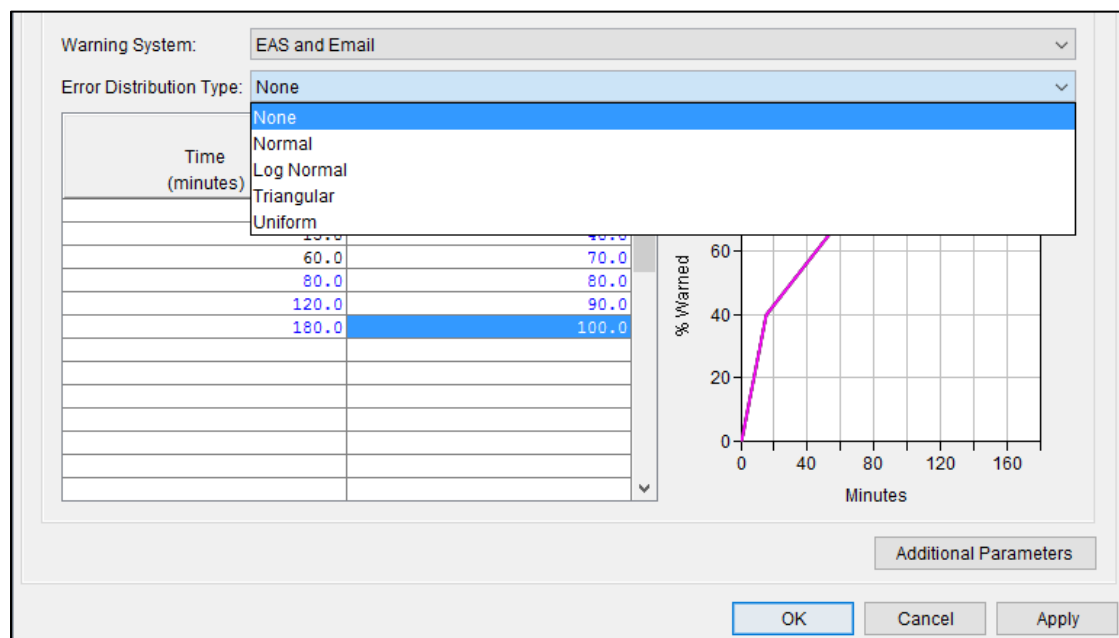 Warning System: EAS and Email
Error Distribution Type: None
None
Normal
Log Normal
Triangular
Uniform
Time
(minutes)
60.0 70.0
80.0 80.0
120.0 90.0
180.0 100.0
% Warned
60
40
20
0
0 40 80 120 160
Minutes
Additional Parameters
OK Cancel Apply